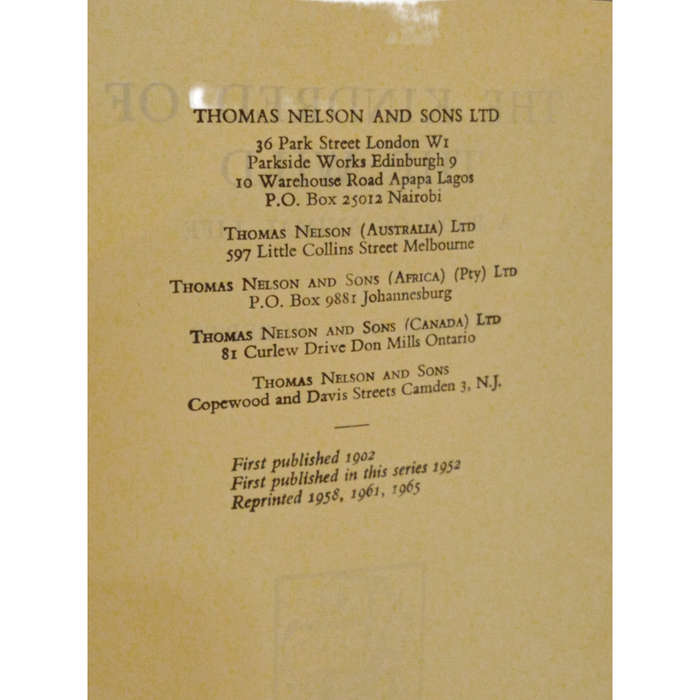 THE KINDRED OF
THOMAS NELSON AND SONS LTD
36 Park Street London W1
Parkside Works Edinburgh 9
10 Warehouse Road Apapa Lagos
P.O. Box 25012 Nairobi
THOMAS NELSON (AUSTRALIA) LTD
597 Little Collins Street Melbourne
THOMAS NELSON AND SONS (AFRICA) (Pty) LTD
P.O. Box 9881 Johannesburg
THOMAS NELSON AND SONS (CANADA) LTD
81 Curlew Drive Don Mills Ontario
THOMAS NELSON AND SONS
Copewood and Davis Streets Camden 3, N.J.
First published 1902
First published in this series 1952
Reprinted 1958, 1961, 1965